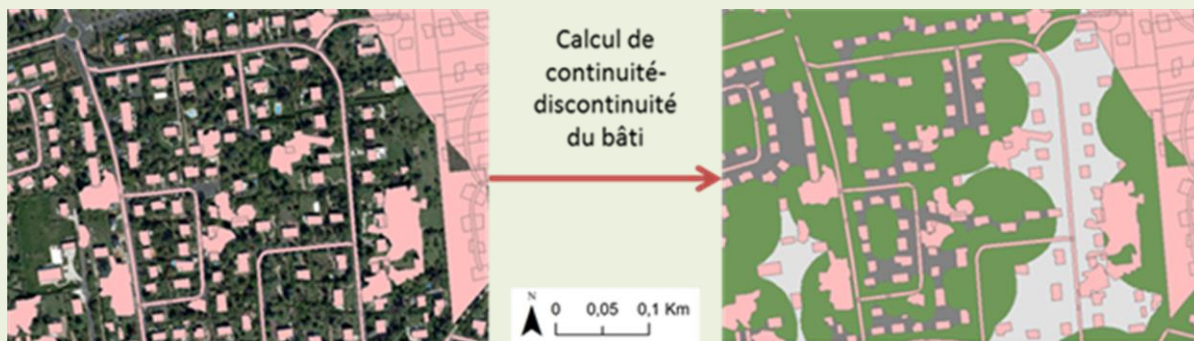 Calcul de
continuité-
discontinuité
du bâti
N
0 0,05 0,1 Km